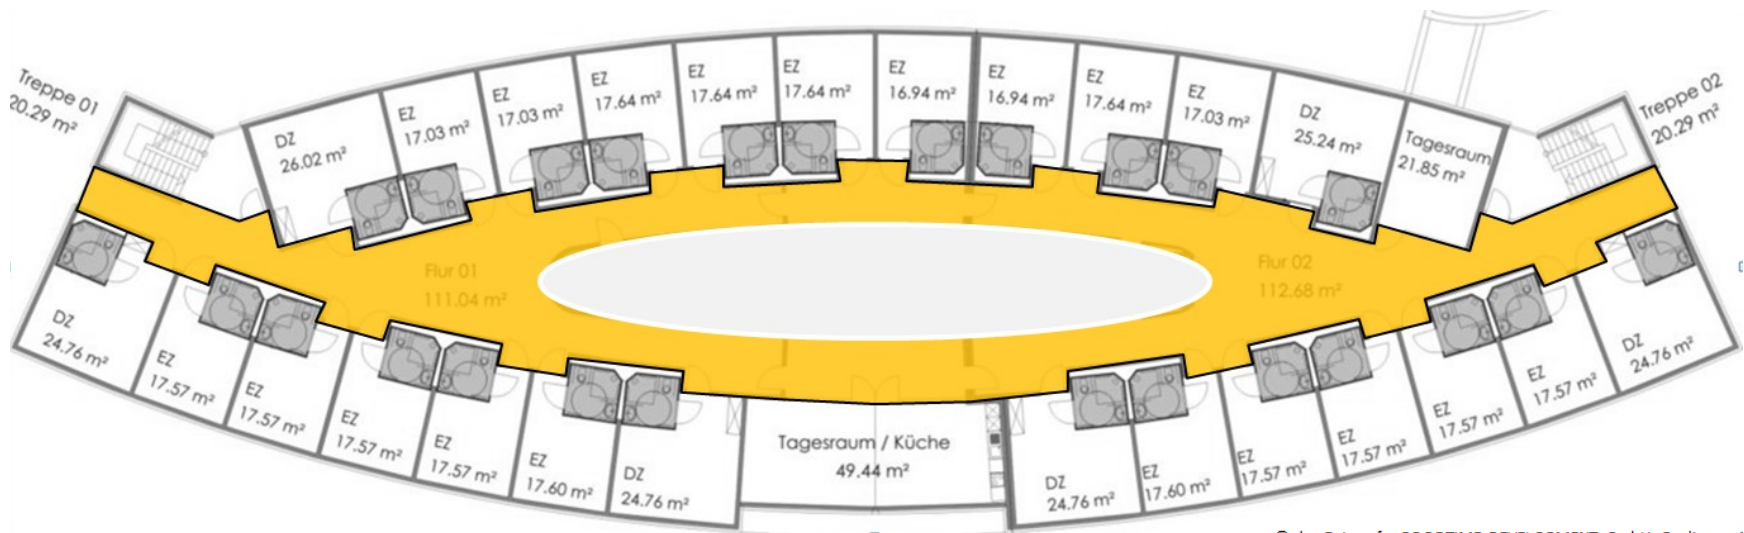 Treppe 01
20.29 m²
DZ
26.02 m²
EZ
17.03 m²
EZ
17.03 m²
EZ
17.64 m²
EZ
17.64 m²
EZ
17.64 m²
EZ
16.94 m²
EZ
16.94 m²
EZ
17.64 m²
EZ
17.03 m²
DZ
25.24 m²
Tagesraum
21.85 m²
Treppe 02
20.29 m²
Flur 01
111.04 m²
Flur 02
112.68 m²
DZ
24.76 m²
EZ
17.57 m²
EZ
17.57 m²
EZ
17.57 m²
EZ
17.57 m²
EZ
17.60 m²
DZ
24.76 m²
Tagesraum / Küche
49.44 m²
DZ
24.76 m²
EZ
17.60 m²
EZ
17.57 m²
EZ
17.57 m²
EZ
17.57 m²
EZ
17.57 m²
DZ
24.76 m²